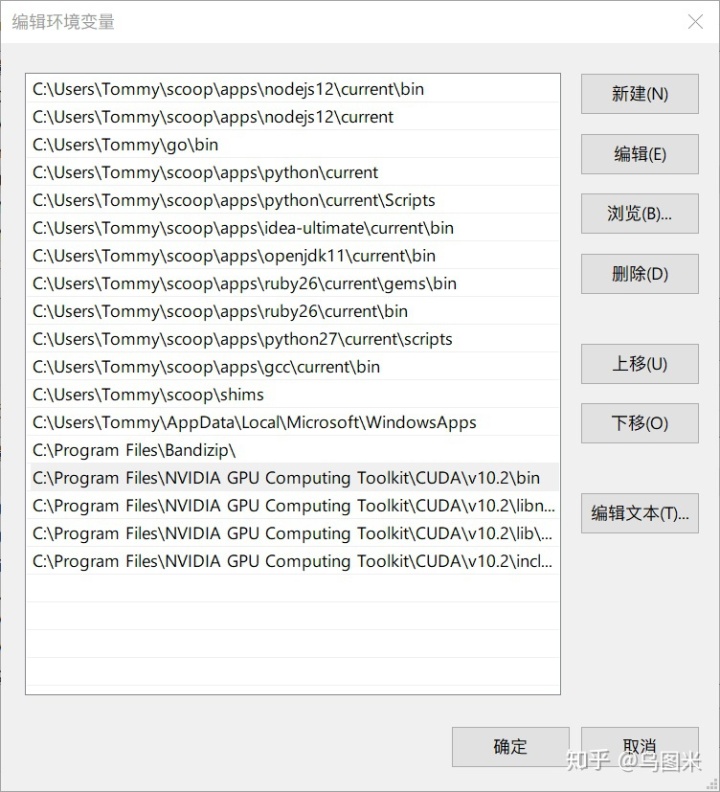 编辑环境变量
C:\Users\Tommy\scoop\apps\nodejs12\current\bin
C:\Users\Tommy\scoop\apps\nodejs12\current
C:\Users\Tommy\go\bin
C:\Users\Tommy\scoop\apps\python\current
C:\Users\Tommy\scoop\apps\python\current\Scripts
C:\Users\Tommy\scoop\apps\idea-ultimate\current\bin
C:\Users\Tommy\scoop\apps\openjdk11\current\bin
C:\Users\Tommy\scoop\apps\ruby26\current\gems\bin
C:\Users\Tommy\scoop\apps\ruby26\current\bin
C:\Users\Tommy\scoop\apps\python27\current\scripts
C:\Users\Tommy\scoop\apps\gcc\current\bin
C:\Users\Tommy\scoop\shims
C:\Users\Tommy\AppData\Local\Microsoft\WindowsApps
C:\Program Files\Bandizip\
C:\Program Files\NVIDIA GPU Computing Toolkit\CUDA\v10.2\bin
C:\Program Files\NVIDIA GPU Computing Toolkit\CUDA\v10.2\libn...
C:\Program Files\NVIDIA GPU Computing Toolkit\CUDA\v10.2\lib\...
C:\Program Files\NVIDIA GPU Computing Toolkit\CUDA\v10.2\incl...
新建(N)
编辑(E)
浏览(B)...
删除(D)
上移(U)
下移(O)
编辑文本(T)...
确定
取消
知乎 @乌图米